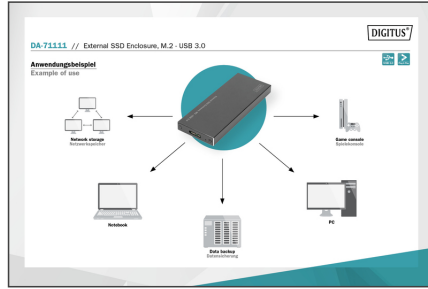 DIGITUS®
DA-71111 // External SSD Enclosure, M.2 - USB 3.0
Anwendungsbeispiel
Example of use
Network storage
Netzwerkspeicher
Game console
Spielekonsole
Notebook
PC
Data backup
Datensicherung